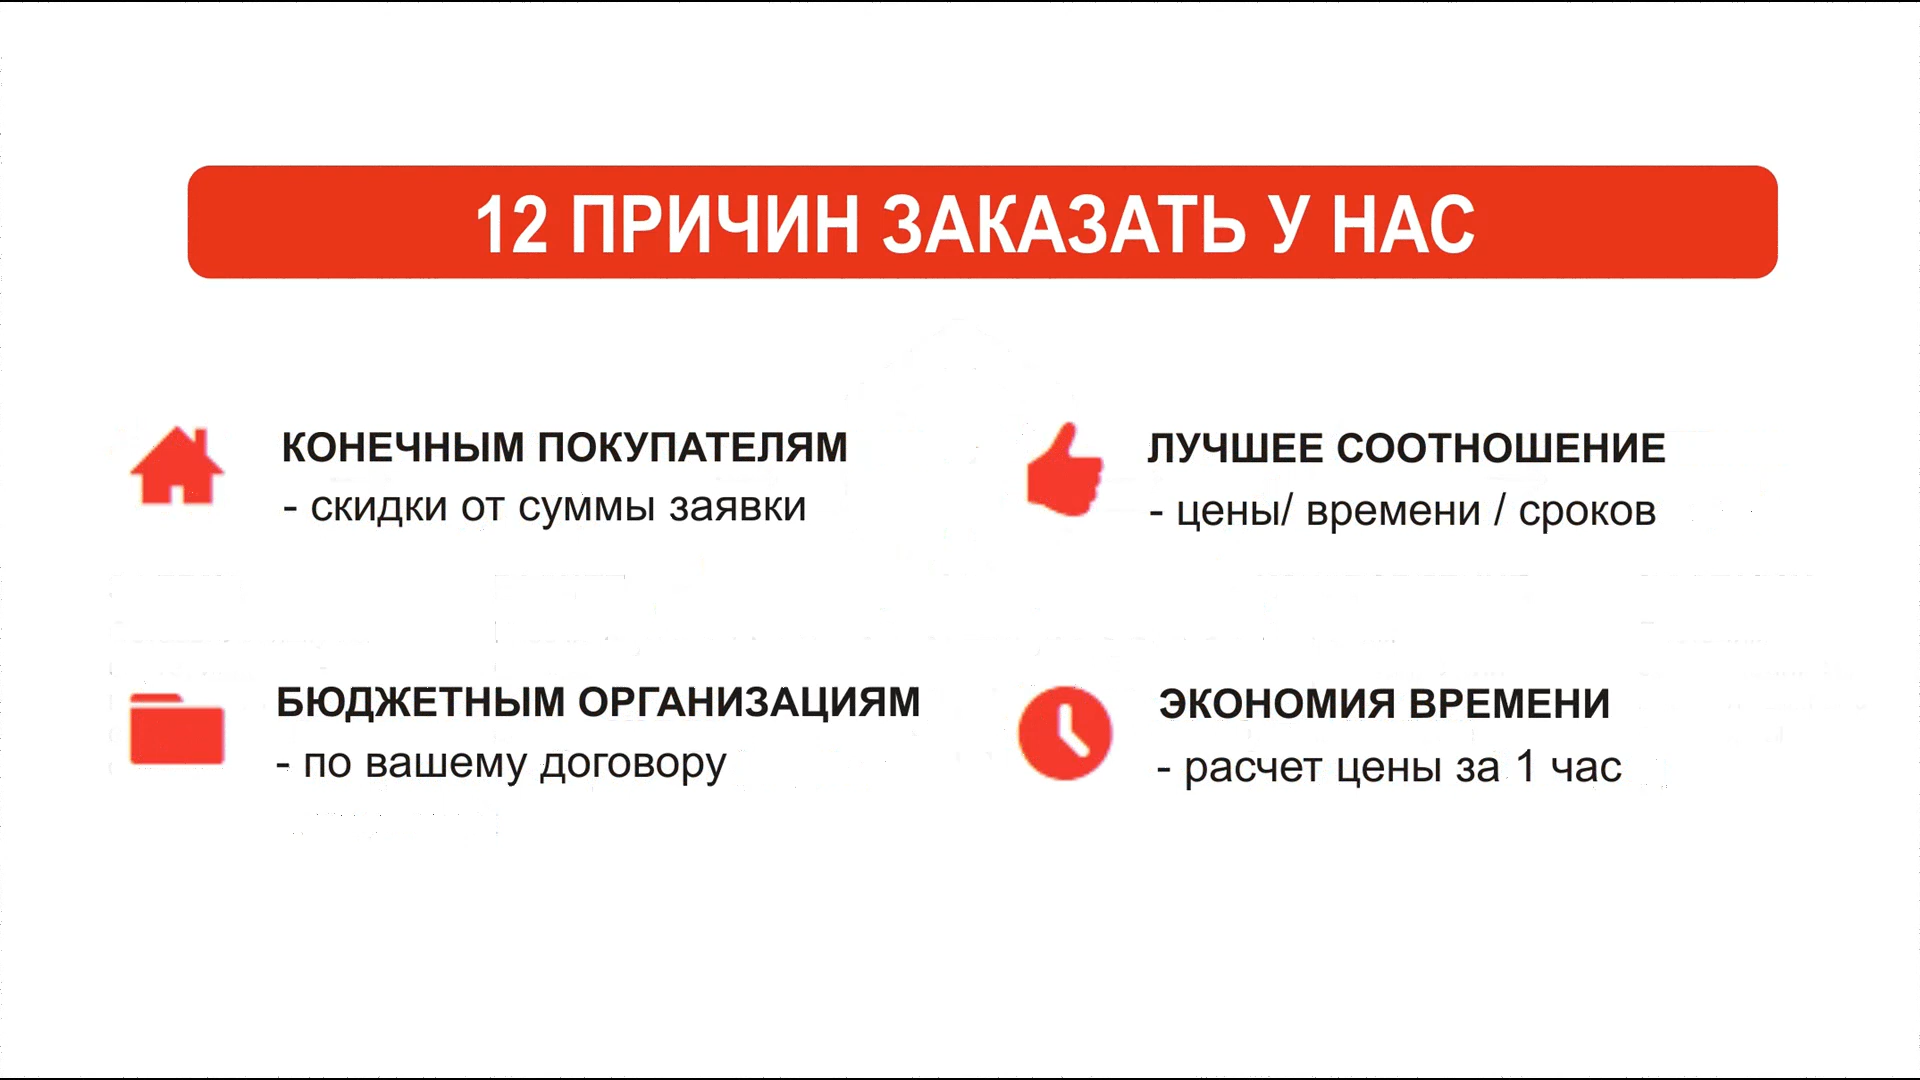 12 ПРИЧИН ЗАКАЗАТЬ У НАС
КОНЕЧНЫМ ПОКУПАТЕЛЯМ
- скидки от суммы заявки
ЛУЧШЕЕ СООТНОШЕНИЕ
- цены/ времени / сроков
БЮДЖЕТНЫМ ОРГАНИЗАЦИЯМ
- по вашему договору
ЭКОНОМИЯ ВРЕМЕНИ
- расчет цены за 1 час